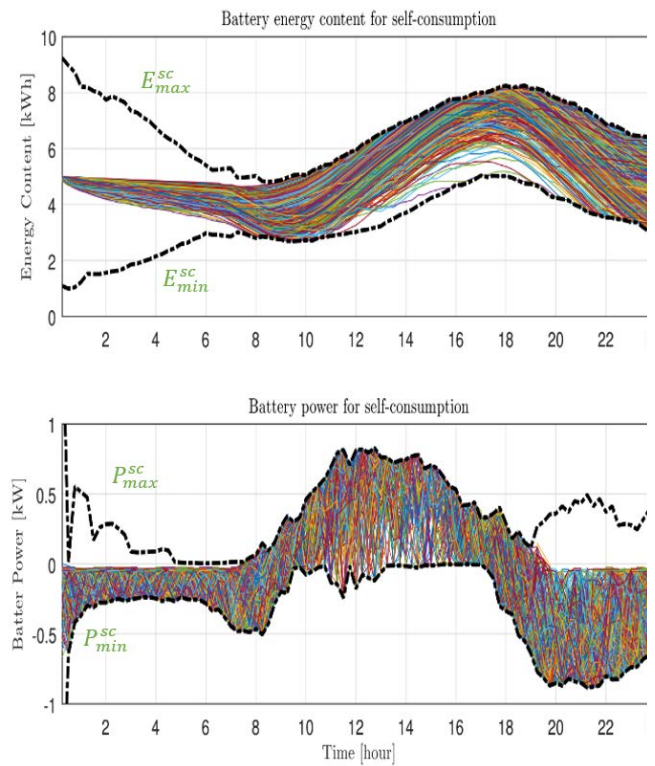 Battery energy content for self-consumption
Energy Content [kWh]
10
8
6
4
2
0
E_max^sc
E_min^sc
2 4 6 8 10 12 14 16 18 20 22
Battery power for self-consumption
Batter Power [kW]
1
0.5
0
-0.5
-1
P_max^sc
P_min^sc
2 4 6 8 10 12 14 16 18 20 22
Time [hour]